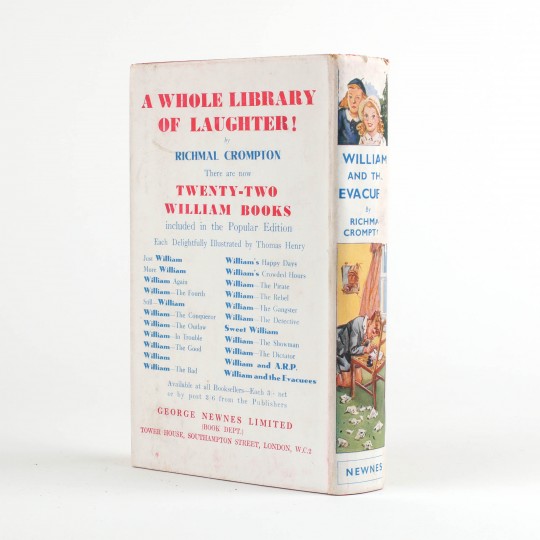 A WHOLE LIBRARY
OF LAUGHTER!
by
RICHMAL CROMPTON
There are now
TWENTY-TWO
WILLIAM BOOKS
included in the Popular Edition
Each Delightfully Illustrated by Thomas Henry
Just William
More William
William Again
William—The Fourth
Still—William
William—The Conqueror
William—The Outlaw
William—In Trouble
William—The Good
William
William—The Bad
William's Happy Days
William's Crowded Hours
William—The Pirate
William—The Rebel
William—The Gangster
William—The Detective
Sweet William
William—The Showman
William—The Dictator
William and A.R.P.
William and the Evacuees
Available at all Booksellers—Each 3/- net
or by post 3/6 from the Publishers
GEORGE NEWNES LIMITED
(BOOK DEPT.)
TOWER HOUSE, SOUTHAMPTON STREET, LONDON, W.C.2
WILLIAM
AND TH
EVACUE
By
RICHMA
CROMPT
NEWNES